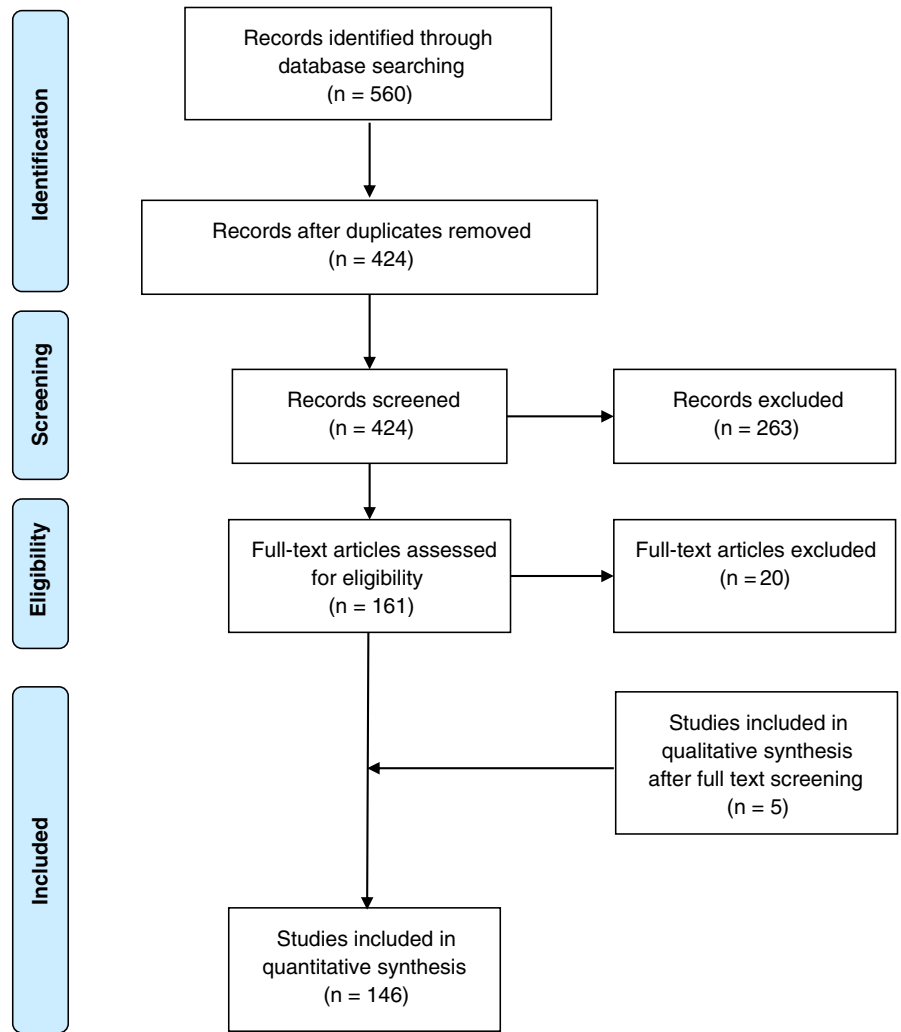 Identification
Records identified through
database searching
(n = 560)
Records after duplicates removed
(n = 424)
Screening
Records screened
(n = 424)
Records excluded
(n = 263)
Eligibility
Full-text articles assessed
for eligibility
(n = 161)
Full-text articles excluded
(n = 20)
Included
Studies included in
qualitative synthesis
after full text screening
(n = 5)
Studies included in
quantitative synthesis
(n = 146)